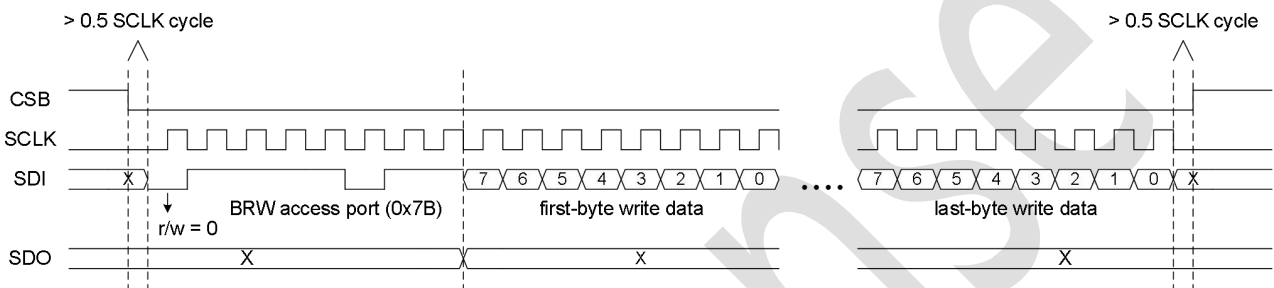 > 0.5 SCLK cycle > 0.5 SCLK cycle
CSB
SCLK
SDI X 7 6 5 4 3 2 1 0 .... 7 6 5 4 3 2 1 0 X
BRW access port (0x7B) first-byte write data last-byte write data
r/w = 0
SDO X X X
nse